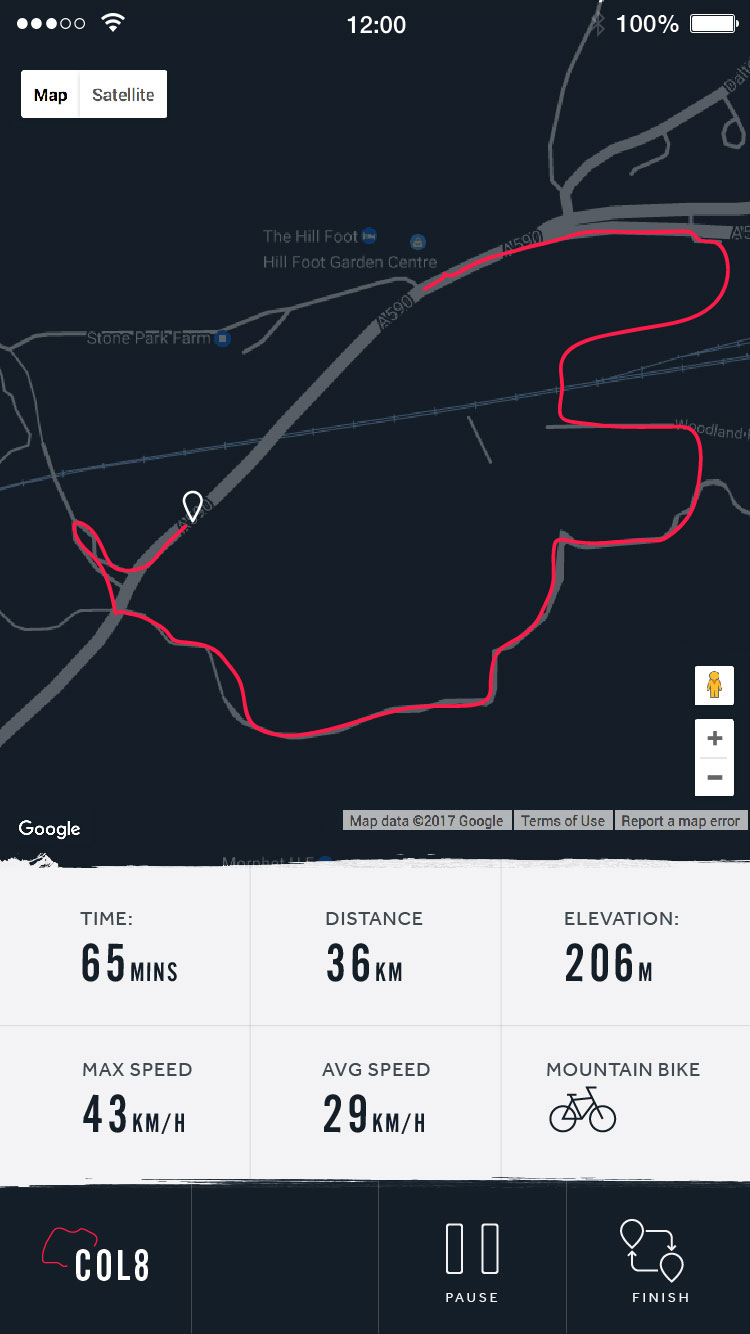 12:00
100%
Map Satellite
The Hill Foot
Hill Foot Garden Centre
A590
A590
Stone Park Farm
Google
Map data ©2017 Google Terms of Use Report a map error
TIME: DISTANCE ELEVATION:
65 MINS 36 KM 206 M
MAX SPEED AVG SPEED MOUNTAIN BIKE
43 KM/H 29 KM/H
COL8
PAUSE FINISH